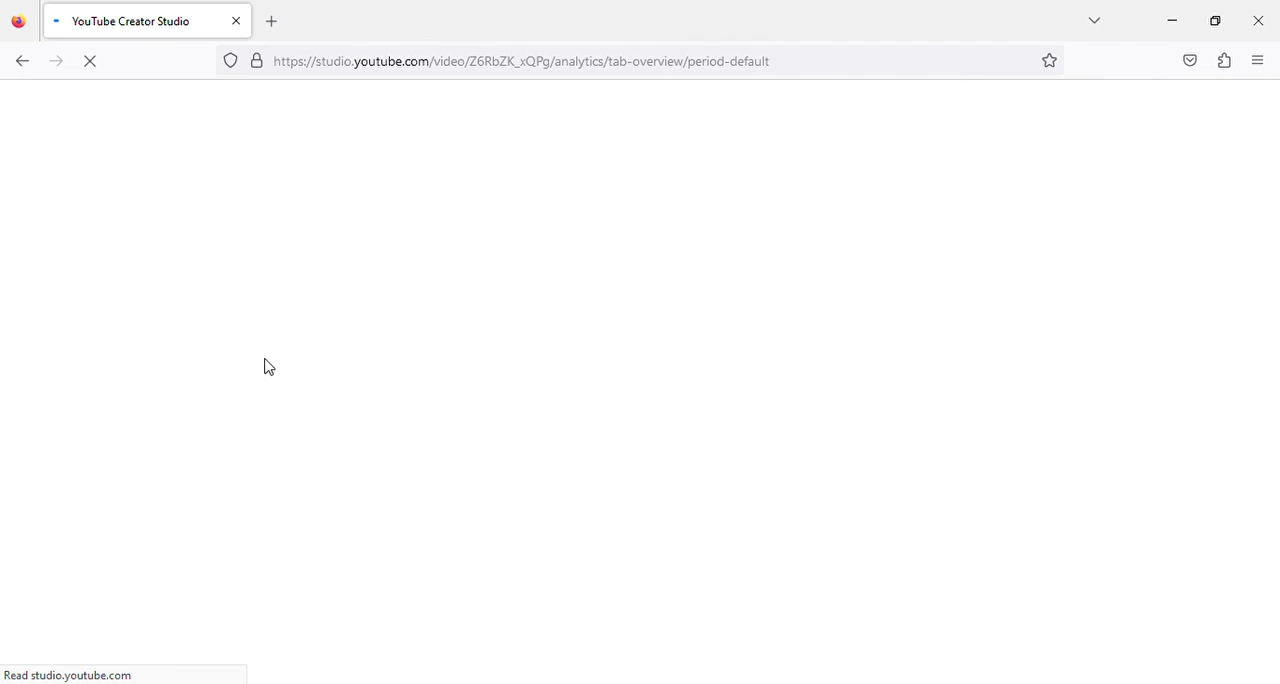 YouTube Creator Studio
https://studio.youtube.com/video/Z6RbZK_xQPg/analytics/tab-overview/period-default
Read studio.youtube.com